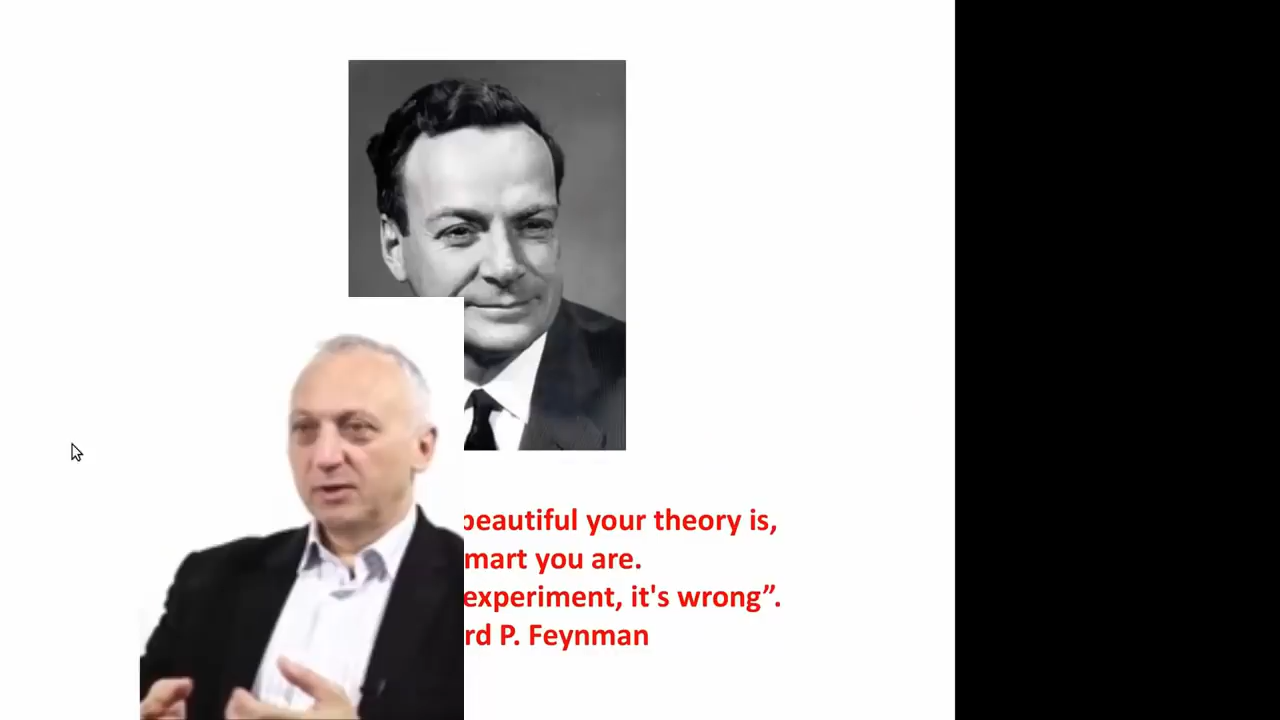 beautiful your theory is,
mart you are.
experiment, it's wrong”.
rd P. Feynman